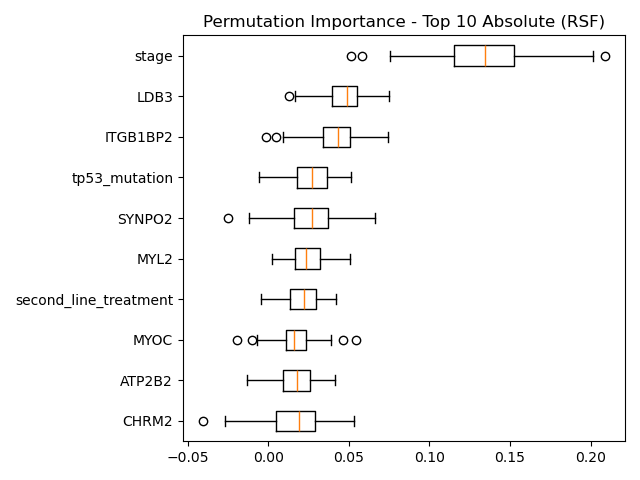 Permutation Importance - Top 10 Absolute (RSF)
stage
LDB3
ITGB1BP2
tp53_mutation
SYNPO2
MYL2
second_line_treatment
MYOC
ATP2B2
CHRM2
−0.05 0.00 0.05 0.10 0.15 0.20